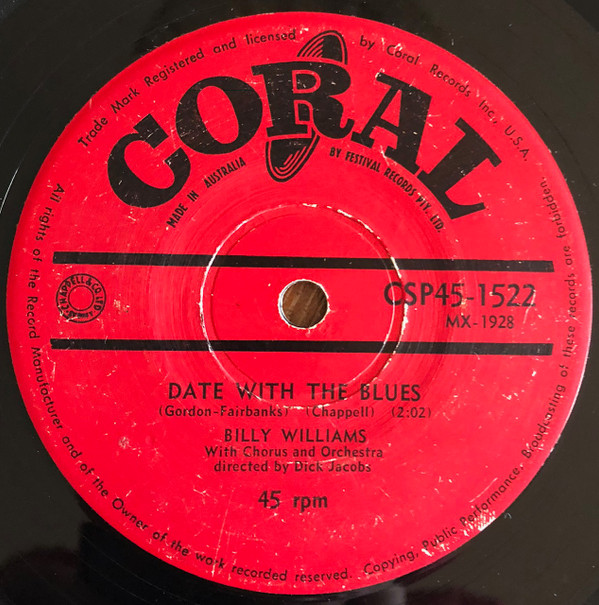 Trade Mark Registered and licensed by Coral Records Inc., U.S.A.
CORAL
MADE IN AUSTRALIA BY FESTIVAL RECORDS PTY. LTD.
CHAPPELL & CO LTD
CSP45-1522
MX-1928
DATE WITH THE BLUES
(Gordon-Fairbanks) (Chappell) (2:02)
BILLY WILLIAMS
With Chorus and Orchestra
directed by Dick Jacobs
45 rpm
All rights of the Record Manufacturer and of the Owner of the work recorded reserved. Copying, Public Performance, Broadcasting of these records are forbidden.